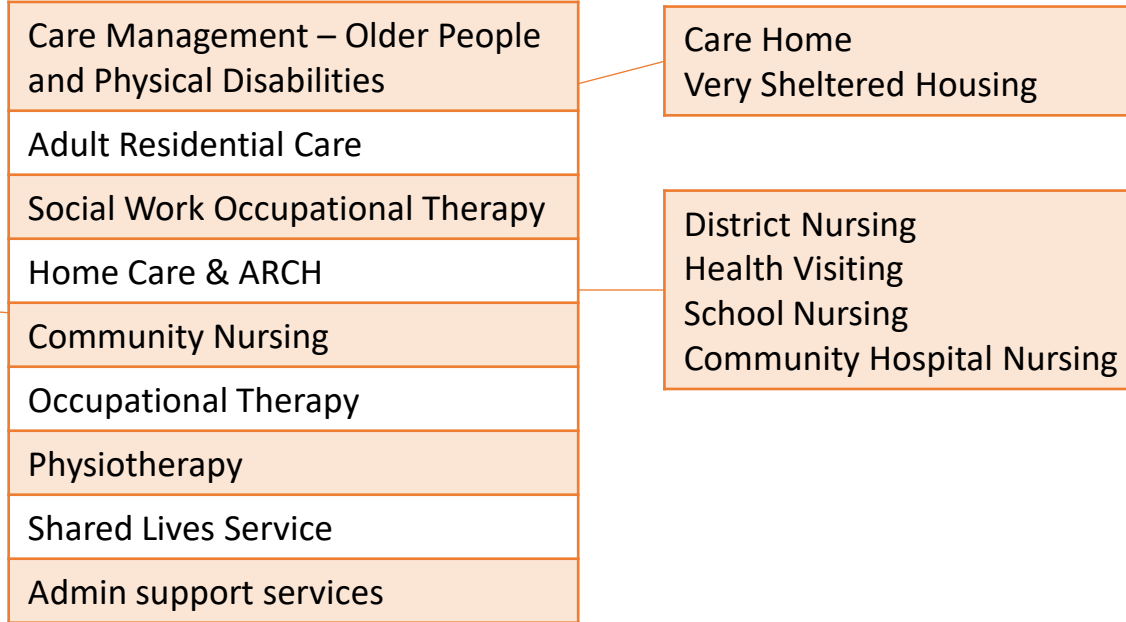 Care Management – Older People
and Physical Disabilities
Adult Residential Care
Social Work Occupational Therapy
Home Care & ARCH
Community Nursing
Occupational Therapy
Physiotherapy
Shared Lives Service
Admin support services
Care Home
Very Sheltered Housing
District Nursing
Health Visiting
School Nursing
Community Hospital Nursing